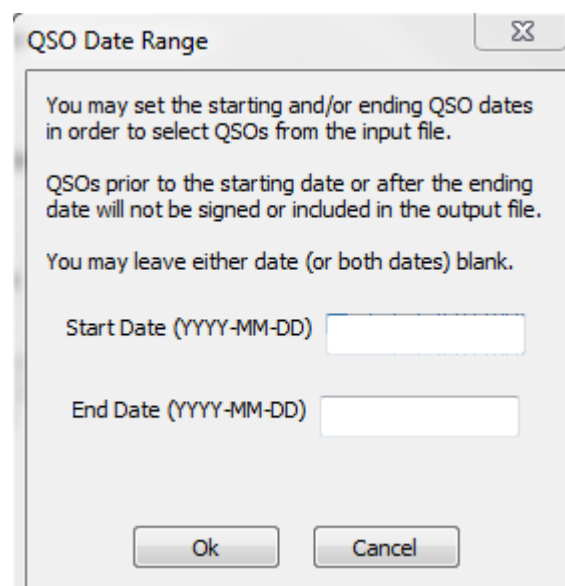 QSO Date Range
You may set the starting and/or ending QSO dates
in order to select QSOs from the input file.
QSOs prior to the starting date or after the ending
date will not be signed or included in the output file.
You may leave either date (or both dates) blank.
Start Date (YYYY-MM-DD)
End Date (YYYY-MM-DD)
Ok Cancel